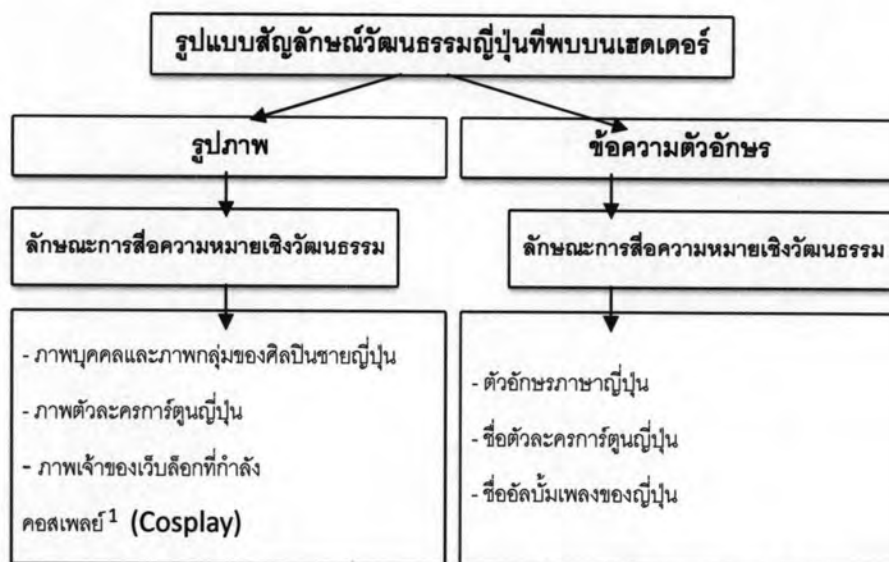 รูปแบบสัญลักษณ์วัฒนธรรมญี่ปุ่นที่พบบนเฮดเดอร์
รูปภาพ
ข้อความตัวอักษร
ลักษณะการสื่อความหมายเชิงวัฒนธรรม
ลักษณะการสื่อความหมายเชิงวัฒนธรรม
- ภาพบุคคลและภาพกลุ่มของศิลปินชายญี่ปุ่น
- ภาพตัวละครการ์ตูนญี่ปุ่น
- ภาพเจ้าของเว็บล็อกที่กำลัง
คอสเพลย์¹ (Cosplay)
- ตัวอักษรภาษาญี่ปุ่น
- ชื่อตัวละครการ์ตูนญี่ปุ่น
- ชื่ออัลบั้มเพลงของญี่ปุ่น